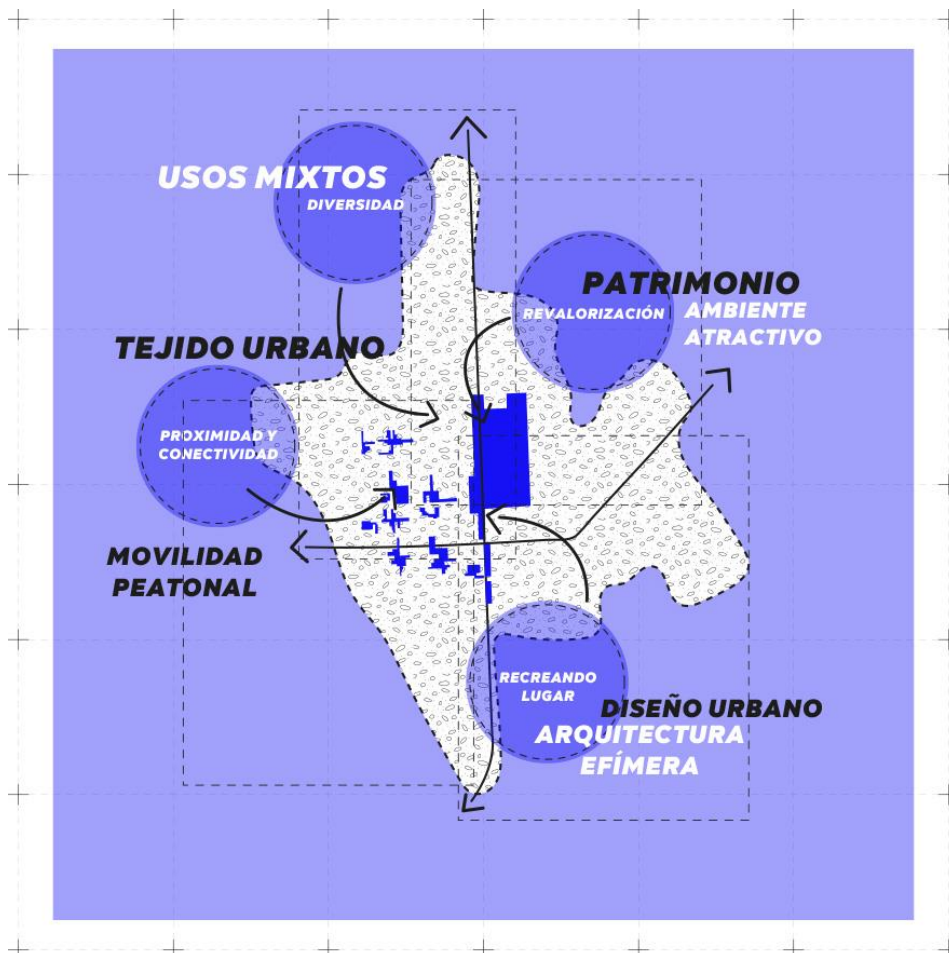 USOS MIXTOS
DIVERSIDAD
PATRIMONIO
REVALORIZACIÓN
AMBIENTE
ATRACTIVO
TEJIDO URBANO
PROXIMIDAD Y
CONECTIVIDAD
MOVILIDAD
PEATONAL
RECREANDO
LUGAR
DISEÑO URBANO
ARQUITECTURA
EFÍMERA